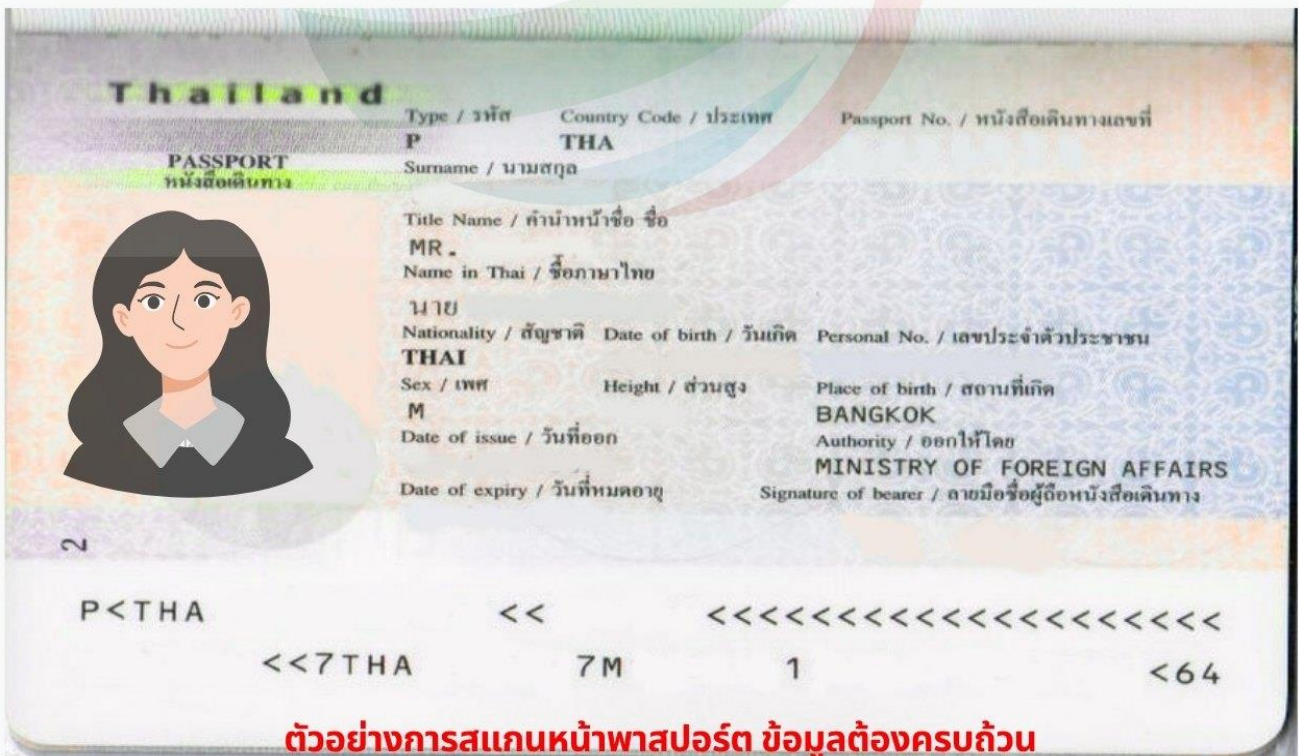 Thailand
PASSPORT
หนังสือเดินทาง
Type / รหัส Country Code / ประเทศ Passport No. / หนังสือเดินทางเลขที่
P THA
Surname / นามสกุล
Title Name / คำนำหน้าชื่อ ชื่อ
MR.
Name in Thai / ชื่อภาษาไทย
นาย
Nationality / สัญชาติ Date of birth / วันเกิด Personal No. / เลขประจำตัวประชาชน
THAI
Sex / เพศ Height / ส่วนสูง Place of birth / สถานที่เกิด
M BANGKOK
Date of issue / วันที่ออก Authority / ออกให้โดย
MINISTRY OF FOREIGN AFFAIRS
Date of expiry / วันที่หมดอายุ Signature of bearer / ลายมือชื่อผู้ถือหนังสือเดินทาง
2
P<THA << <<<<<<<<<<<<<<<<<<<<
<<7THA 7M 1 <64
ตัวอย่างการสแกนหน้าพาสปอร์ต ข้อมูลต้องครบถ้วน